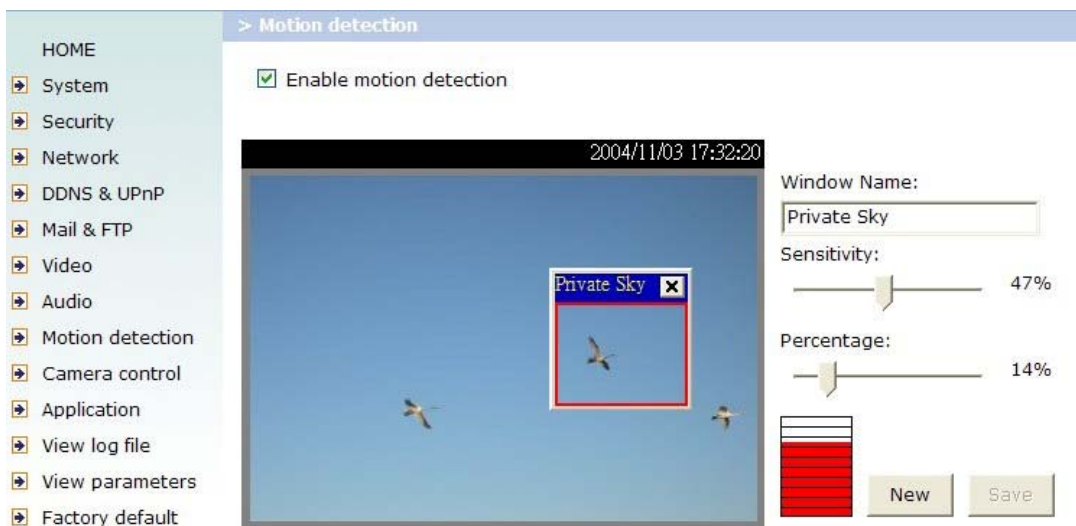 > Motion detection
HOME
System
Security
Network
DDNS & UPnP
Mail & FTP
Video
Audio
Motion detection
Camera control
Application
View log file
View parameters
Factory default
Enable motion detection
2004/11/03 17:32:20
Private Sky
Window Name:
Private Sky
Sensitivity:
47%
Percentage:
14%
New
Save